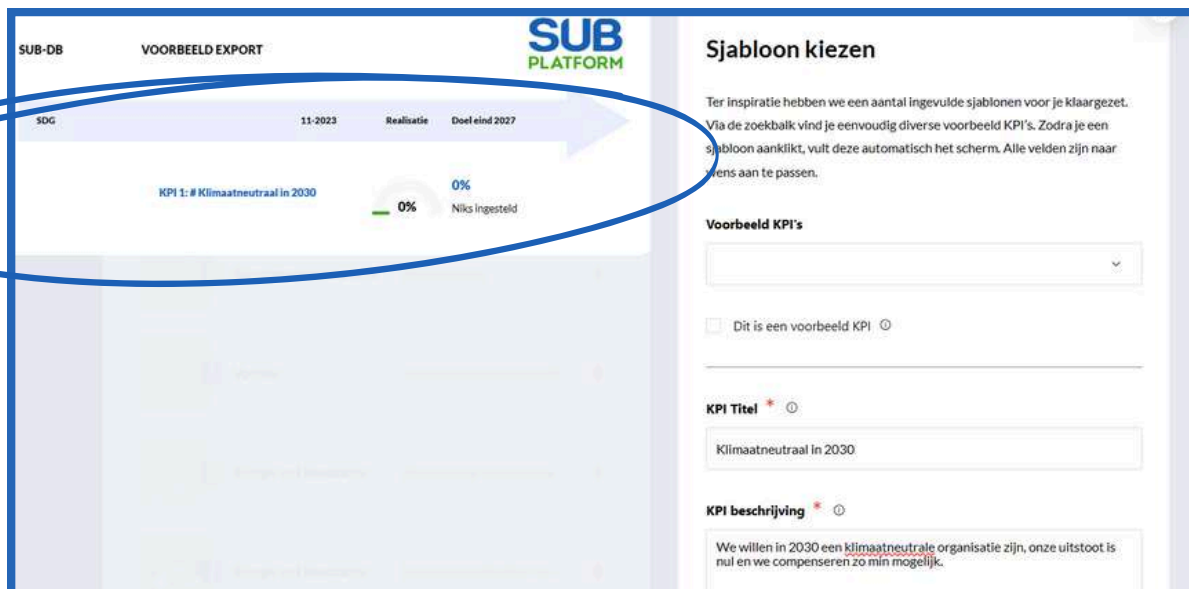 SUB-DB
VOORBEELD EXPORT
SUB
PLATFORM
SDG
11-2023
Realisatie
Doel eind 2027
KPI 1: # Klimaatneutraal in 2030
0%
0%
Niks ingesteld
Sjabloon kiezen
Ter inspiratie hebben we een aantal ingevulde sjablonen voor je klaargezet.
Via de zoekbalk vind je eenvoudig diverse voorbeeld KPI's. Zodra je een
sjabloon aanklikt, vult deze automatisch het scherm. Alle velden zijn naar
wens aan te passen.
Voorbeeld KPI's
Dit is een voorbeeld KPI
KPI Titel *
Klimaatneutraal in 2030
KPI beschrijving *
We willen in 2030 een klimaatneutrale organisatie zijn, onze uitstoot is
nul en we compenseren zo min mogelijk.